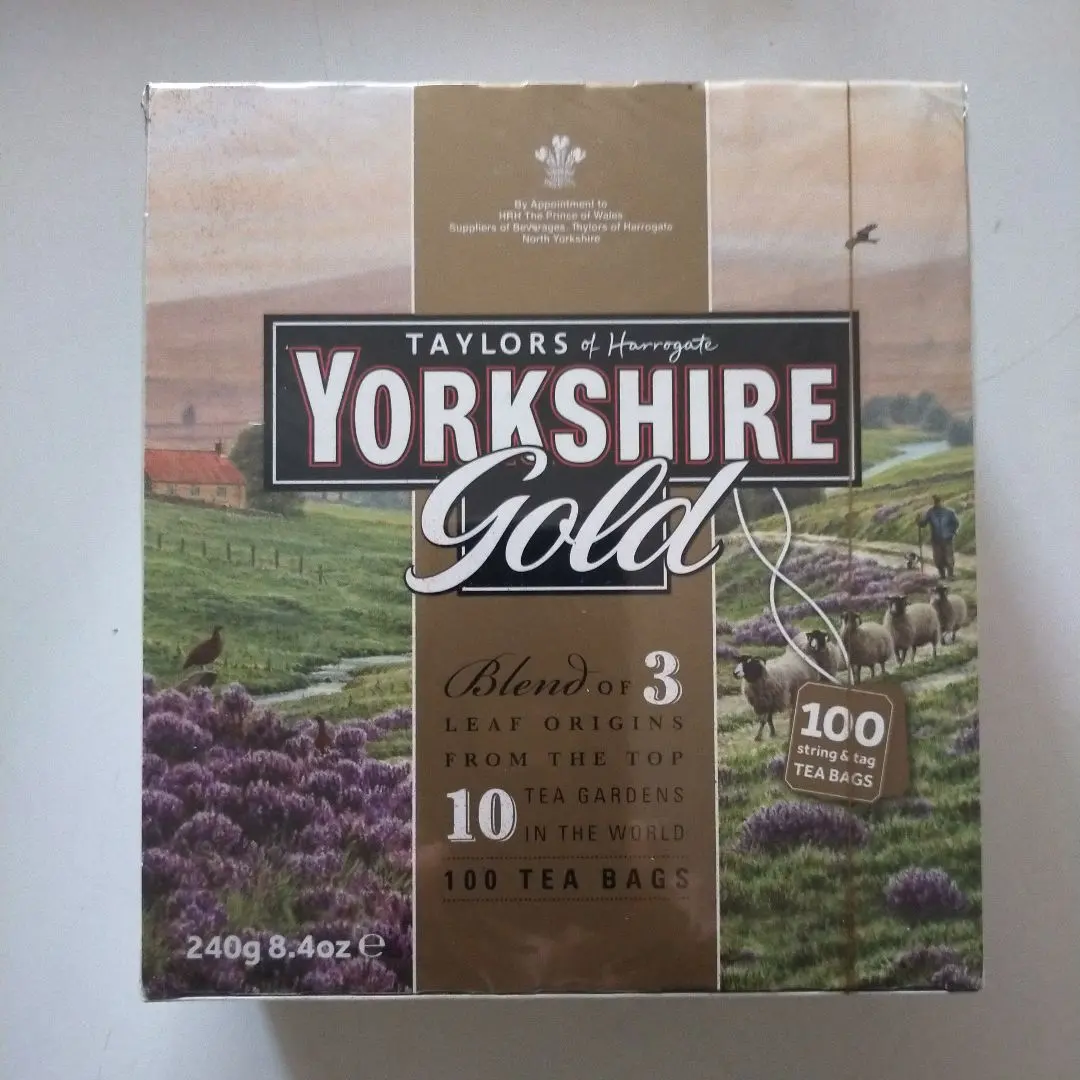 By Appointment to
HRH The Prince of Wales
Suppliers of Beverages, Taylors of Harrogate
North Yorkshire
TAYLORS of Harrogate
YORKSHIRE
Gold
Blend OF 3
LEAF ORIGINS
FROM THE TOP
10 TEA GARDENS
IN THE WORLD
100 TEA BAGS
100
string & tag
TEA BAGS
240g 8.4oz ℮